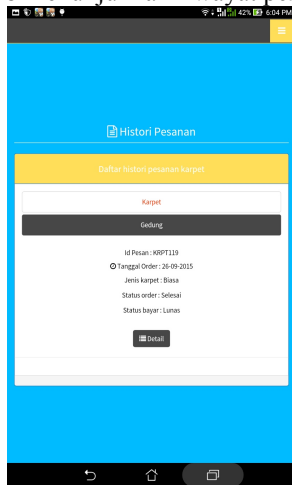 42% 6:04 PM
Histori Pesanan
Daftar histori pesanan karpet
Karpet
Gedung
Id Pesan : KRPT119
Tanggal Order : 26-09-2015
Jenis karpet : Biasa
Status order : Selesai
Status bayar : Lunas
Detail